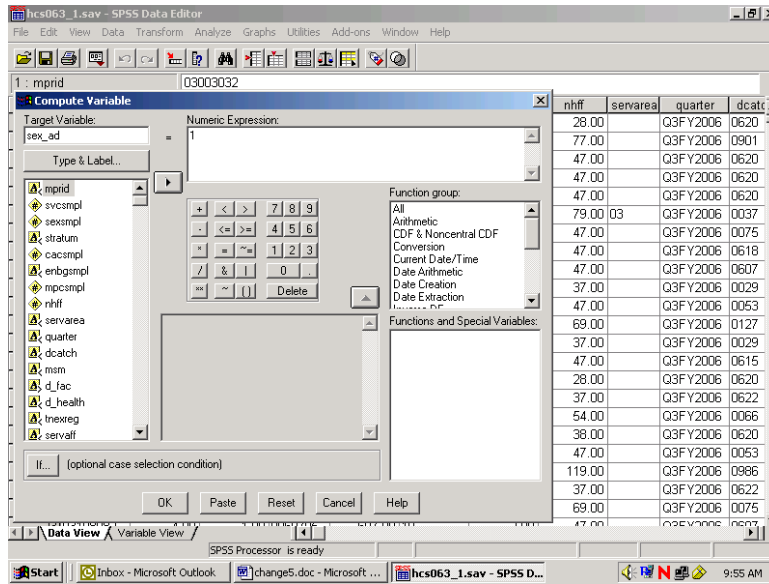 hcs063_1.sav - SPSS Data Editor
File Edit View Data Transform Analyze Graphs Utilities Add-ons Window Help
1 : mprid 03003032
Compute Variable
Target Variable:
sex_ad
=
Numeric Expression:
1
Type & Label...
mprid
svcsmpl
sexsmpl
stratum
cacsmpl
enbgsmpl
mpcsmpl
nhff
servarea
quarter
dcatch
msm
d_fac
d_health
tnexreg
servaff
+ < > 7 8 9
- <= >= 4 5 6
* = ~= 1 2 3
/ & | 0 .
** ~ () Delete
Function group:
All
Arithmetic
CDF & Noncentral CDF
Conversion
Current Date/Time
Date Arithmetic
Date Creation
Date Extraction
Functions and Special Variables:
If... (optional case selection condition)
OK Paste Reset Cancel Help
nhff servarea quarter dcatc
28.00 Q3FY2006 0620
77.00 Q3FY2006 0901
47.00 Q3FY2006 0620
47.00 Q3FY2006 0620
47.00 Q3FY2006 0620
79.00 03 Q3FY2006 0037
47.00 Q3FY2006 0075
47.00 Q3FY2006 0618
47.00 Q3FY2006 0607
37.00 Q3FY2006 0029
47.00 Q3FY2006 0053
69.00 Q3FY2006 0127
37.00 Q3FY2006 0029
47.00 Q3FY2006 0615
28.00 Q3FY2006 0620
37.00 Q3FY2006 0622
54.00 Q3FY2006 0066
38.00 Q3FY2006 0620
47.00 Q3FY2006 0053
119.00 Q3FY2006 0986
37.00 Q3FY2006 0622
69.00 Q3FY2006 0075
47.00 Q3FY2006 0607
Data View Variable View
SPSS Processor is ready
Start Inbox - Microsoft Outlook change5.doc - Microsoft ... hcs063_1.sav - SPSS D... 9:55 AM